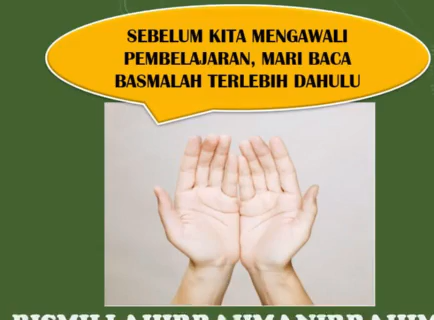 SEBELUM KITA MENGAWALI
PEMBELAJARAN, MARI BACA
BASMALAH TERLEBIH DAHULU